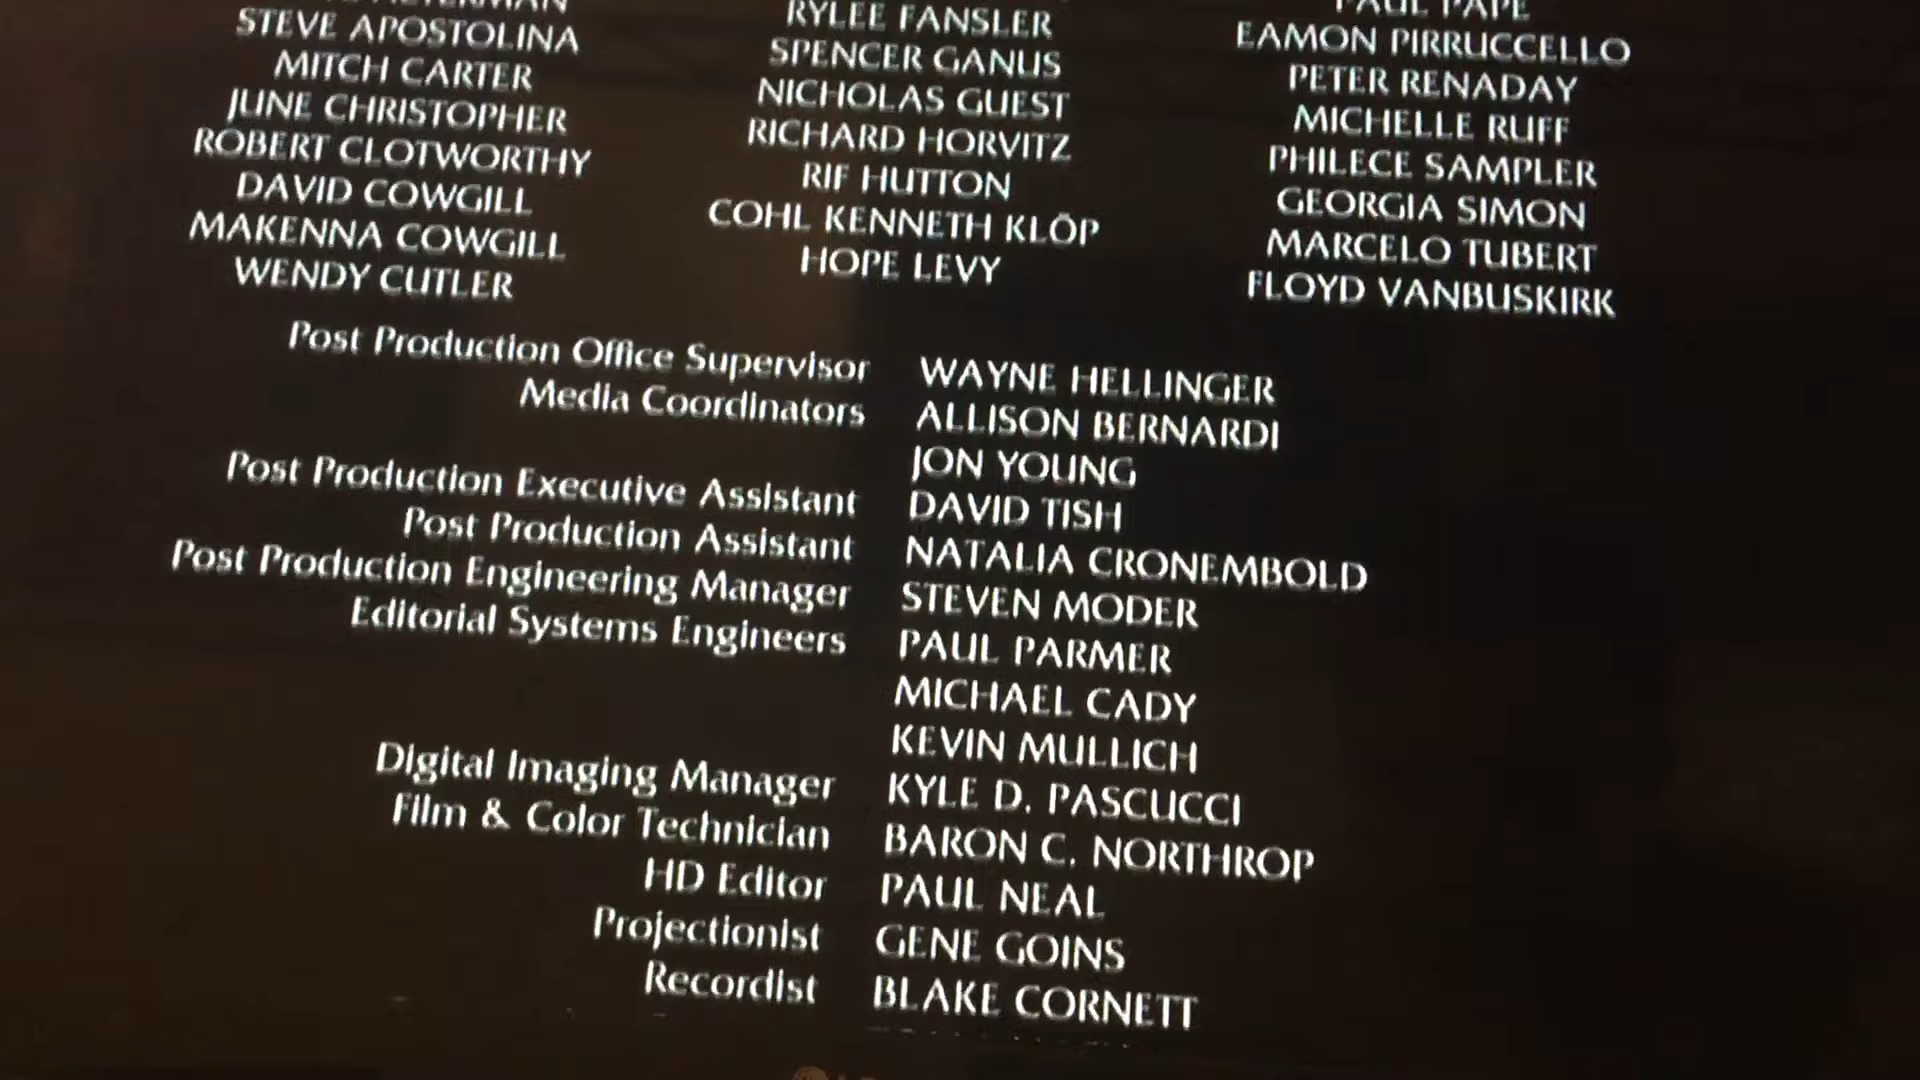 STEVE APOSTOLINA
MITCH CARTER
JUNE CHRISTOPHER
ROBERT CLOTWORTHY
DAVID COWGILL
MAKENNA COWGILL
WENDY CUTLER
RYLEE FANSLER
SPENCER GANUS
NICHOLAS GUEST
RICHARD HORVITZ
RIF HUTTON
COHL KENNETH KLÖP
HOPE LEVY
PAUL PAPE
EAMON PIRRUCCELLO
PETER RENADAY
MICHELLE RUFF
PHILECE SAMPLER
GEORGIA SIMON
MARCELO TUBERT
FLOYD VANBUSKIRK
Post Production Office Supervisor WAYNE HELLINGER
Media Coordinators ALLISON BERNARDI
JON YOUNG
Post Production Executive Assistant DAVID TISH
Post Production Assistant NATALIA CRONEMBOLD
Post Production Engineering Manager STEVEN MODER
Editorial Systems Engineers PAUL PARMER
MICHAEL CADY
KEVIN MULLICH
Digital Imaging Manager KYLE D. PASCUCCI
Film & Color Technician BARON C. NORTHROP
HD Editor PAUL NEAL
Projectionist GENE GOINS
Recordist BLAKE CORNETT